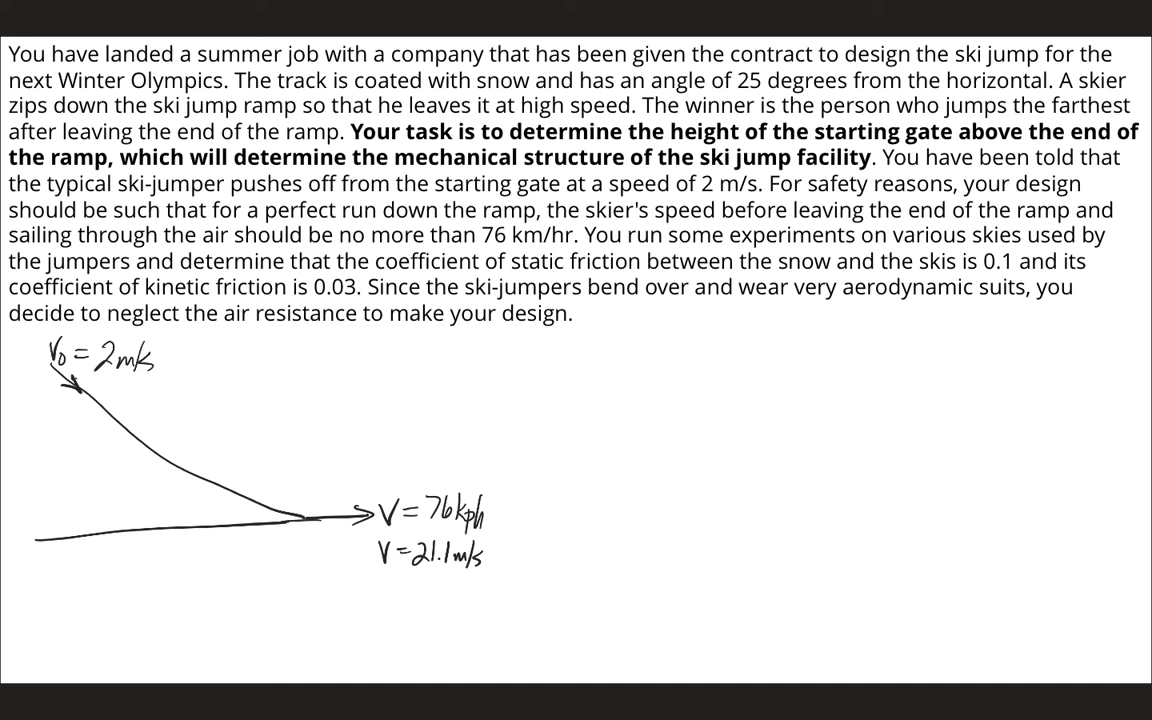 You have landed a summer job with a company that has been given the contract to design the ski jump for the
next Winter Olympics. The track is coated with snow and has an angle of 25 degrees from the horizontal. A skier
zips down the ski jump ramp so that he leaves it at high speed. The winner is the person who jumps the farthest
after leaving the end of the ramp. Your task is to determine the height of the starting gate above the end of
the ramp, which will determine the mechanical structure of the ski jump facility. You have been told that
the typical ski-jumper pushes off from the starting gate at a speed of 2 m/s. For safety reasons, your design
should be such that for a perfect run down the ramp, the skier's speed before leaving the end of the ramp and
sailing through the air should be no more than 76 km/hr. You run some experiments on various skies used by
the jumpers and determine that the coefficient of static friction between the snow and the skis is 0.1 and its
coefficient of kinetic friction is 0.03. Since the ski-jumpers bend over and wear very aerodynamic suits, you
decide to neglect the air resistance to make your design.
V₀ = 2m/s
V = 76kph
V = 21.1m/s